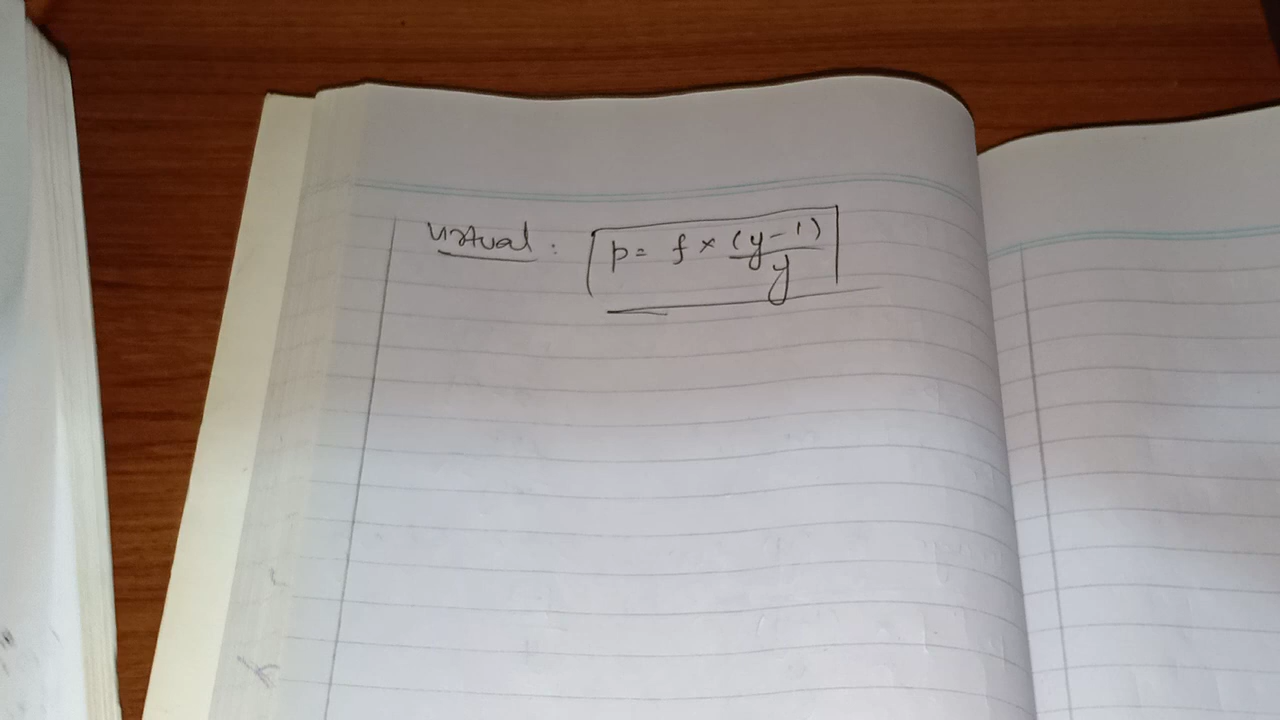 virtual : p = f × (y-1)/y